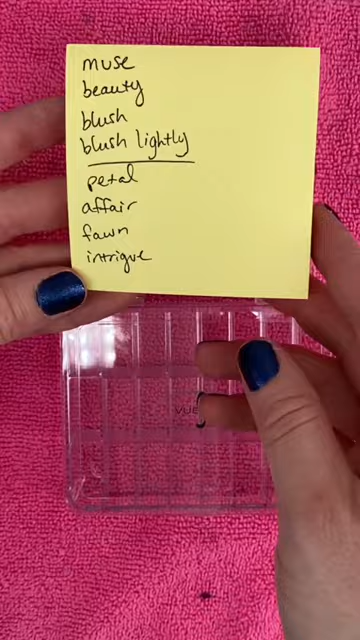 muse
beauty
blush
blush lightly
petal
affair
fawn
intrigue